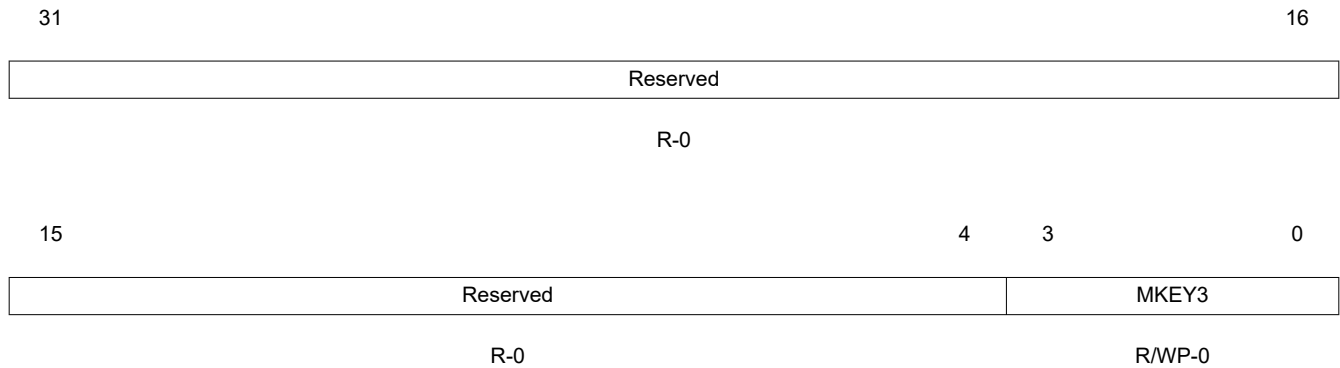 31 16
Reserved
R-0
15 4 3 0
Reserved MKEY3
R-0 R/WP-0